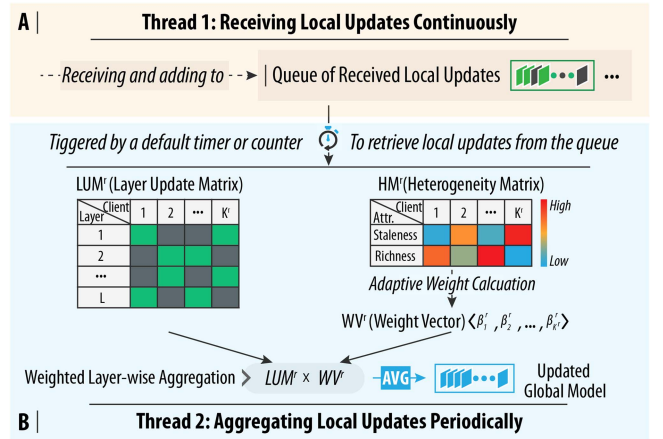 A | Thread 1: Receiving Local Updates Continuously
Receiving and adding to
Queue of Received Local Updates ...
Tiggered by a default timer or counter To retrieve local updates from the queue
LUMʳ (Layer Update Matrix)
Client
Layer 1 2 ... Kʳ
1
2
...
L
HMʳ (Heterogeneity Matrix)
Client
Attr. 1 2 ... Kʳ
Staleness
Richness
High
Low
Adaptive Weight Calcuation
WVʳ (Weight Vector) ⟨β₁ʳ, β₂ʳ, ..., β_Kʳʳ⟩
Weighted Layer-wise Aggregation LUMʳ x WVʳ AVG Updated
Global Model
B | Thread 2: Aggregating Local Updates Periodically